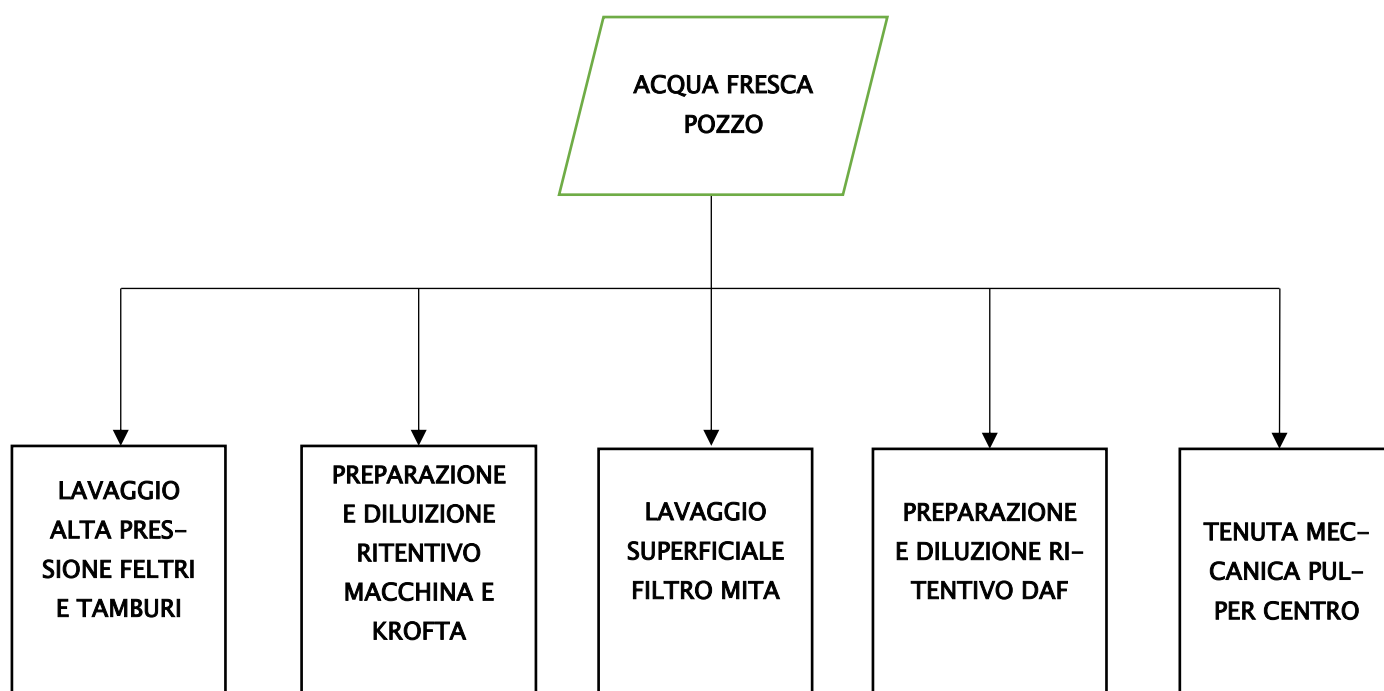 ACQUA FRESCA
POZZO
LAVAGGIO
ALTA PRES-
SIONE FELTRI
E TAMBURI
PREPARAZIONE
E DILUIZIONE
RITENTIVO
MACCHINA E
KROFTA
LAVAGGIO
SUPERFICIALE
FILTRO MITA
PREPARAZIONE
E DILUZIONE RI-
TENTIVO DAF
TENUTA MEC-
CANICA PUL-
PER CENTRO